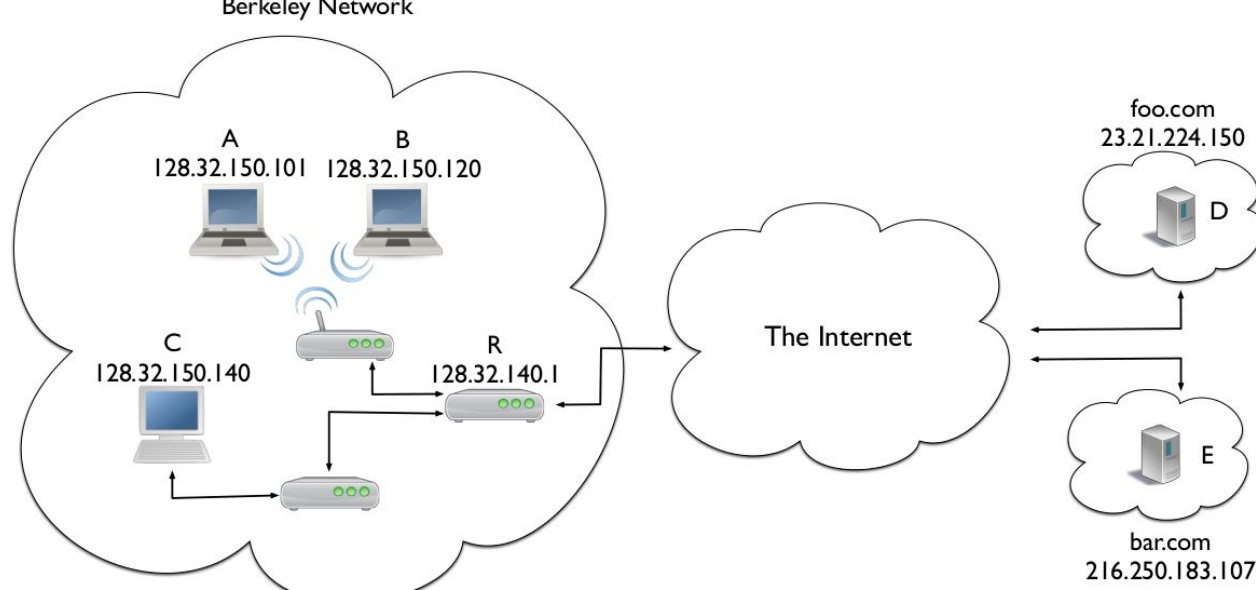 Berkeley Network
A
128.32.150.101
B
128.32.150.120
C
128.32.150.140
R
128.32.140.1
The Internet
foo.com
23.21.224.150
D
E
bar.com
216.250.183.107